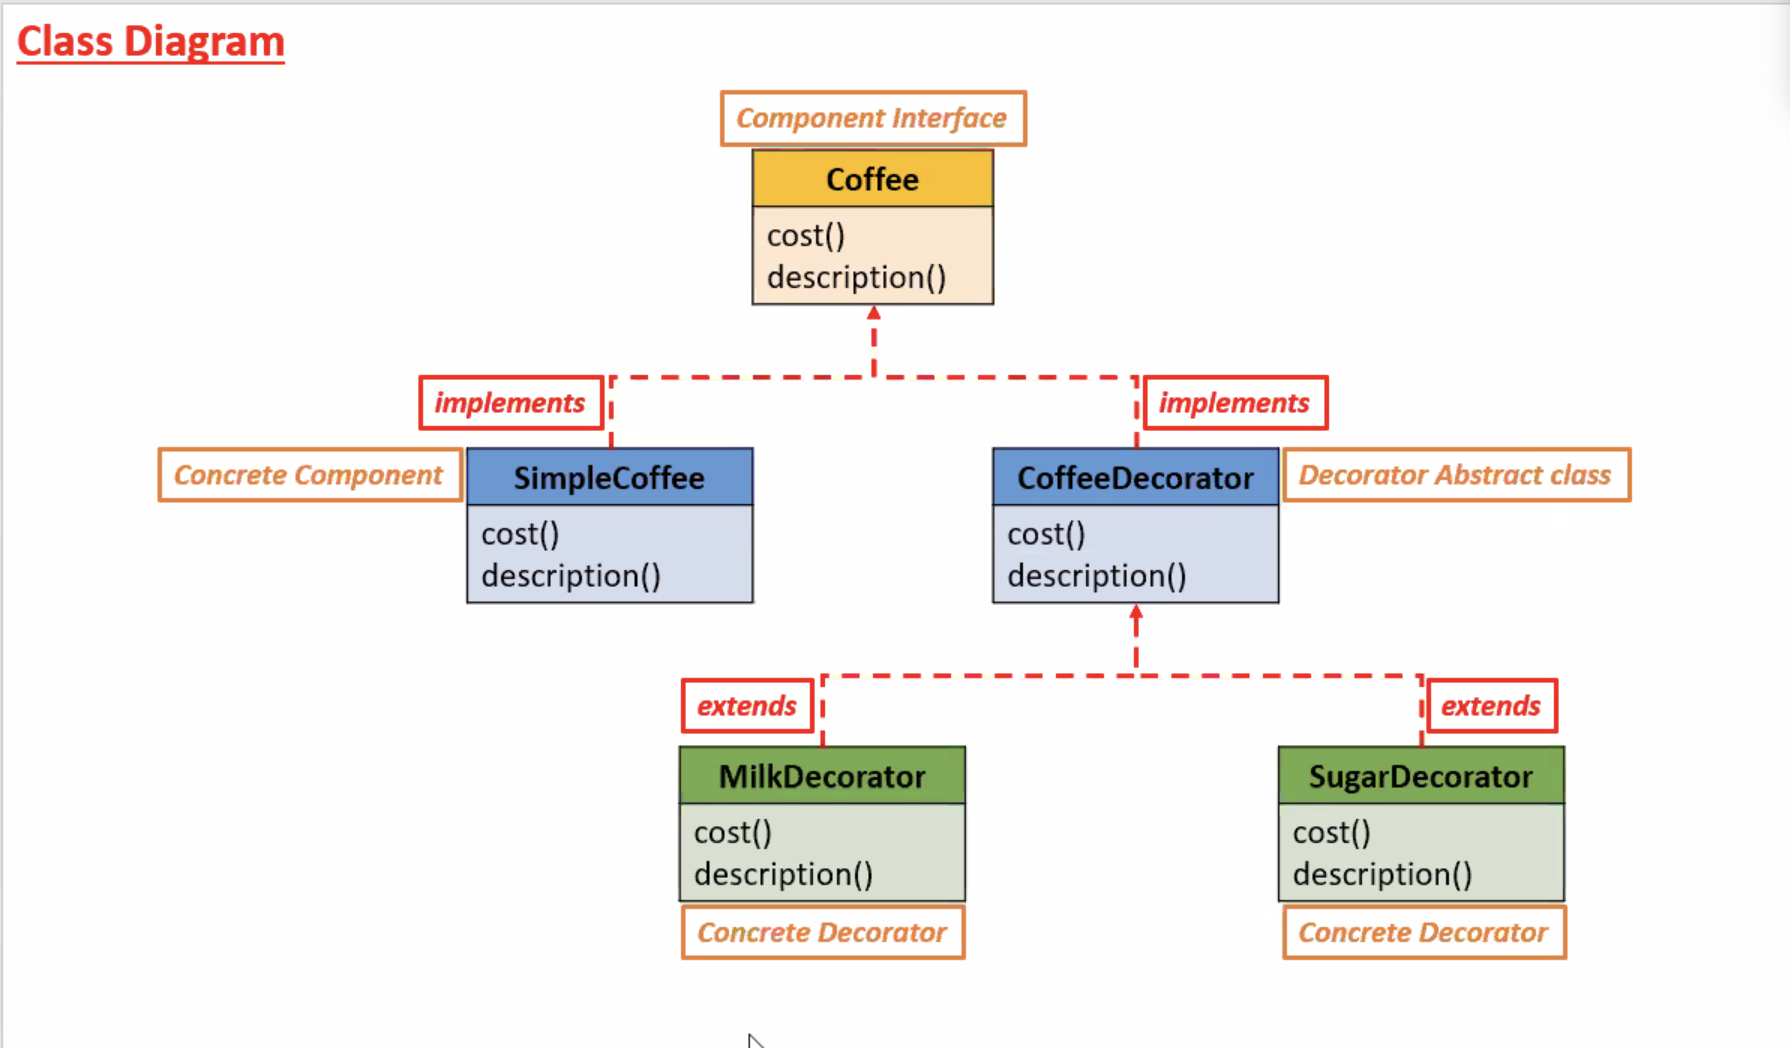 Class Diagram
Component Interface
Coffee
cost()
description()
implements
implements
Concrete Component
SimpleCoffee
cost()
description()
CoffeeDecorator
Decorator Abstract class
cost()
description()
extends
extends
MilkDecorator
cost()
description()
Concrete Decorator
SugarDecorator
cost()
description()
Concrete Decorator